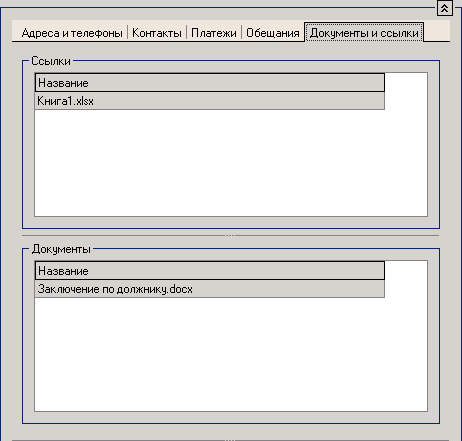 Адреса и телефоны Контакты Платежи Обещания Документы и ссылки
Ссылки
Название
Книга1.xlsx
Документы
Название
Заключение по должнику.docx